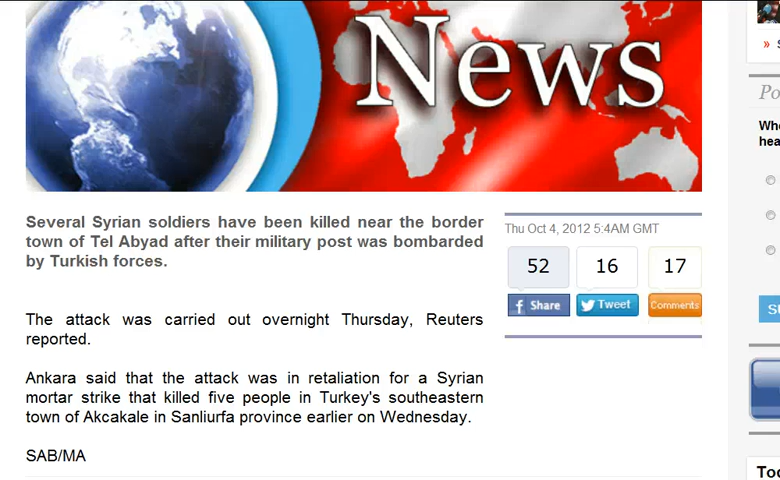 News
Several Syrian soldiers have been killed near the border
town of Tel Abyad after their military post was bombarded
by Turkish forces.
Thu Oct 4, 2012 5:4AM GMT
52 16 17
Share Tweet Comments
The attack was carried out overnight Thursday, Reuters
reported.
Ankara said that the attack was in retaliation for a Syrian
mortar strike that killed five people in Turkey's southeastern
town of Akcakale in Sanliurfa province earlier on Wednesday.
SAB/MA